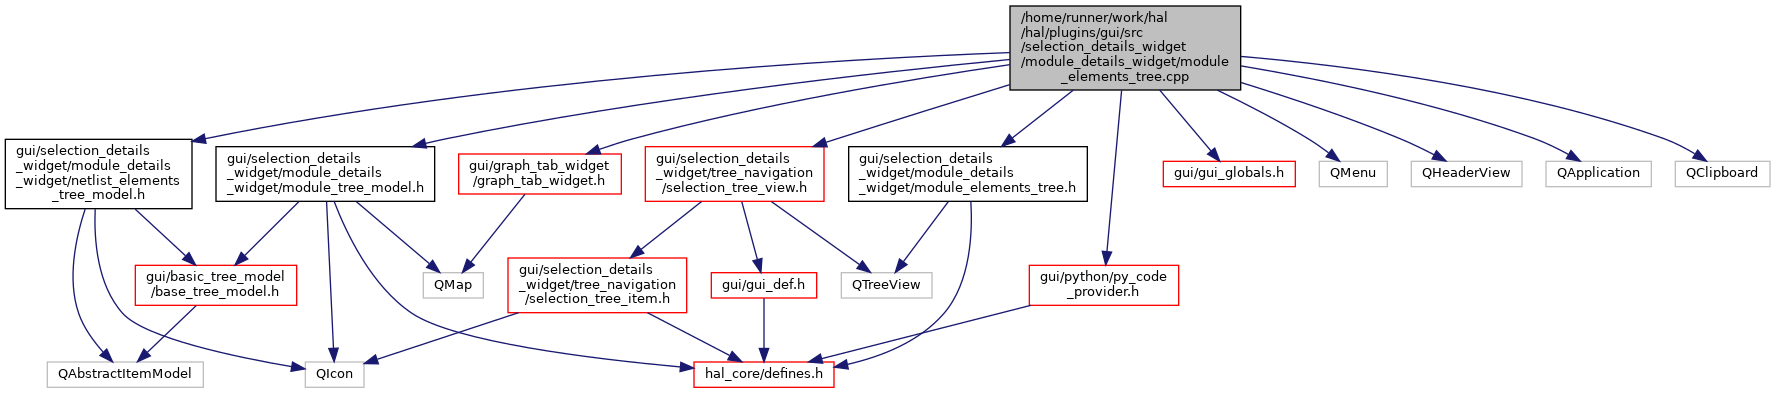 /home/runner/work/hal
/hal/plugins/gui/src
/selection_details_widget
/module_details_widget/module
_elements_tree.cpp
gui/selection_details
_widget/module_details
_widget/netlist_elements
_tree_model.h
gui/selection_details
_widget/module_details
_widget/module_tree_model.h
gui/graph_tab_widget
/graph_tab_widget.h
gui/selection_details
_widget/tree_navigation
/selection_tree_view.h
gui/selection_details
_widget/module_details
_widget/module_elements_tree.h
gui/gui_globals.h
QMenu
QHeaderView
QApplication
QClipboard
gui/basic_tree_model
/base_tree_model.h
QMap
gui/selection_details
_widget/tree_navigation
/selection_tree_item.h
gui/gui_def.h
QTreeView
gui/python/py_code
_provider.h
QAbstractItemModel
QIcon
hal_core/defines.h